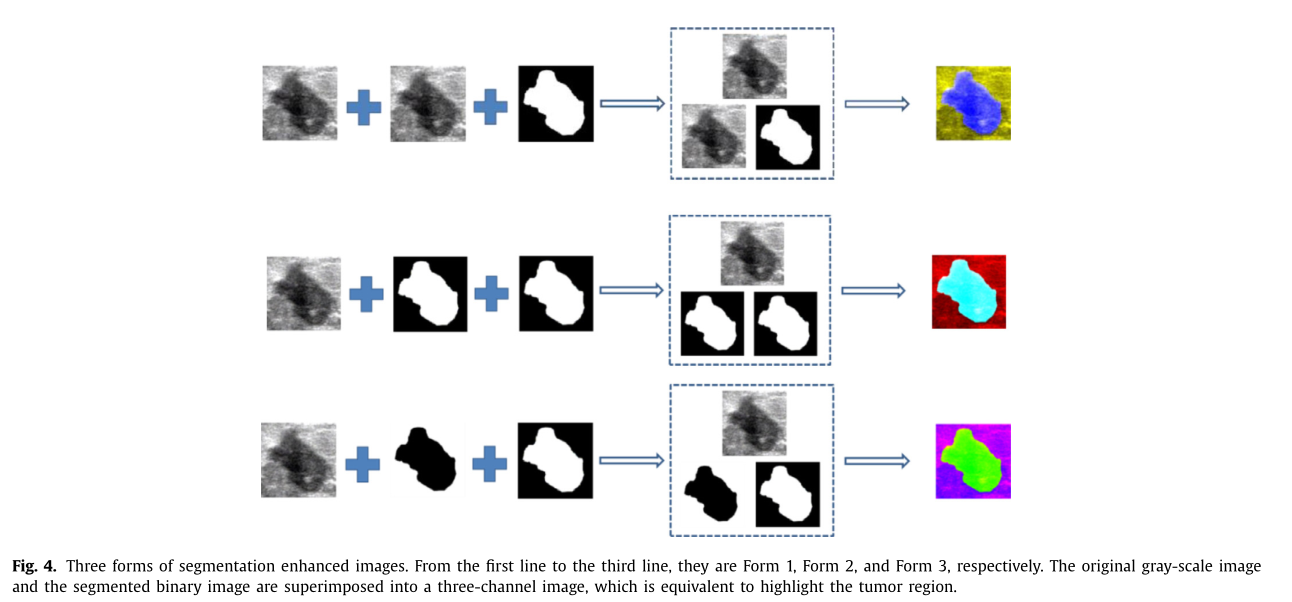 Fig. 4. Three forms of segmentation enhanced images. From the first line to the third line, they are Form 1, Form 2, and Form 3, respectively. The original gray-scale image
and the segmented binary image are superimposed into a three-channel image, which is equivalent to highlight the tumor region.